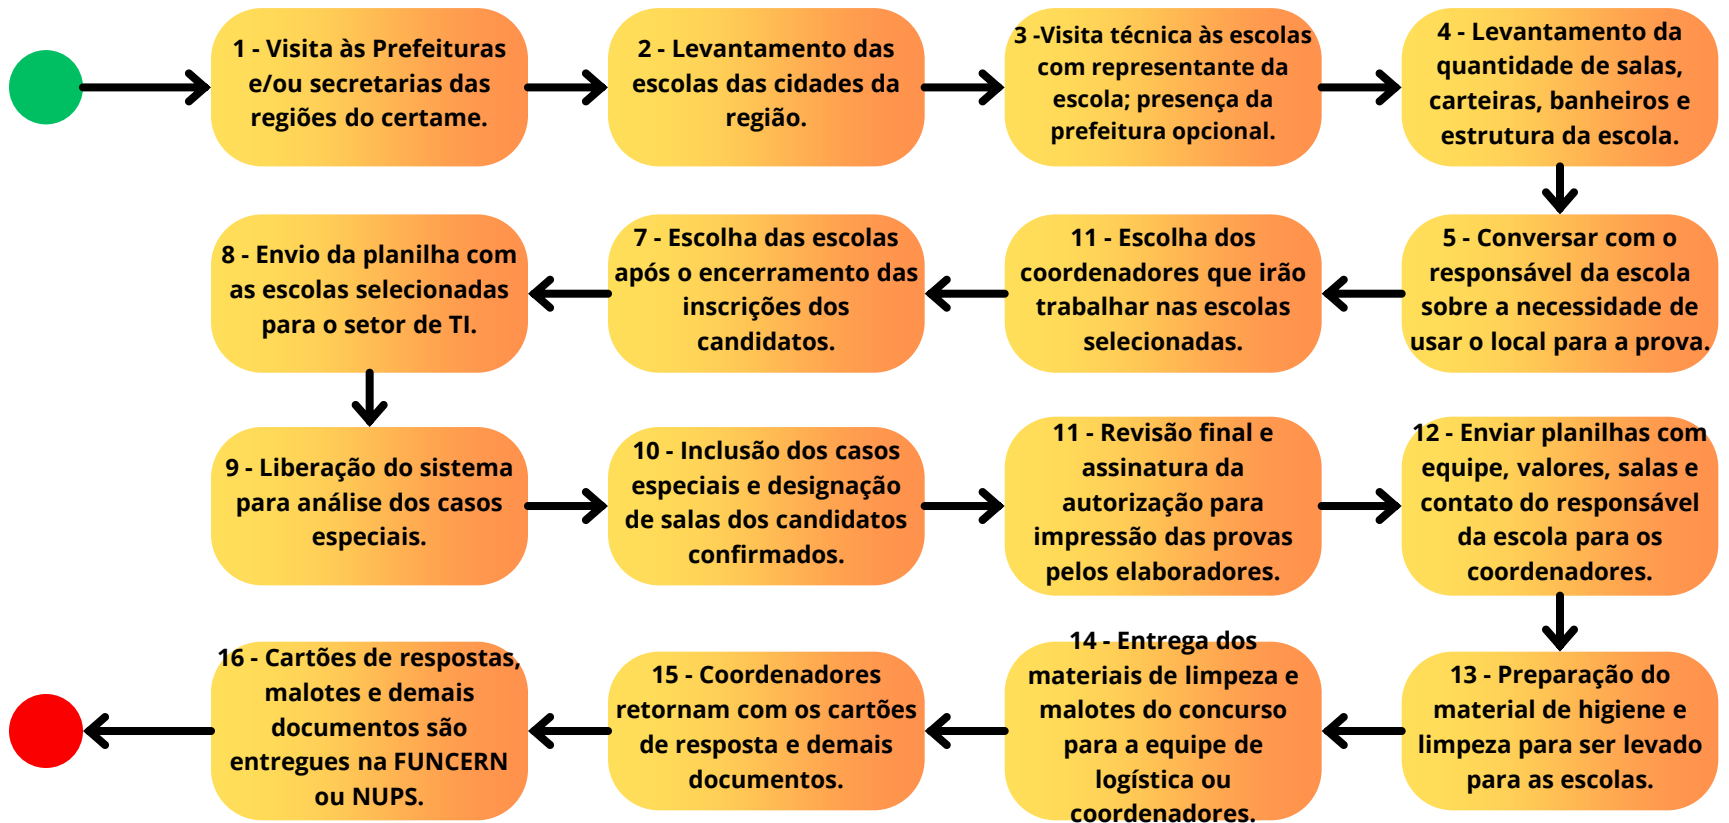 1 - Visita às Prefeituras
e/ou secretarias das
regiões do certame.
2 - Levantamento das
escolas das cidades da
região.
3 -Visita técnica às escolas
com representante da
escola; presença da
prefeitura opcional.
4 - Levantamento da
quantidade de salas,
carteiras, banheiros e
estrutura da escola.
5 - Conversar com o
responsável da escola
sobre a necessidade de
usar o local para a prova.
11 - Escolha dos
coordenadores que irão
trabalhar nas escolas
selecionadas.
7 - Escolha das escolas
após o encerramento das
inscrições dos
candidatos.
8 - Envio da planilha com
as escolas selecionadas
para o setor de TI.
9 - Liberação do sistema
para análise dos casos
especiais.
10 - Inclusão dos casos
especiais e designação
de salas dos candidatos
confirmados.
11 - Revisão final e
assinatura da
autorização para
impressão das provas
pelos elaboradores.
12 - Enviar planilhas com
equipe, valores, salas e
contato do responsável
da escola para os
coordenadores.
13 - Preparação do
material de higiene e
limpeza para ser levado
para as escolas.
14 - Entrega dos
materiais de limpeza e
malotes do concurso
para a equipe de
logística ou
coordenadores.
15 - Coordenadores
retornam com os cartões
de resposta e demais
documentos.
16 - Cartões de respostas,
malotes e demais
documentos são
entregues na FUNCERN
ou NUPS.